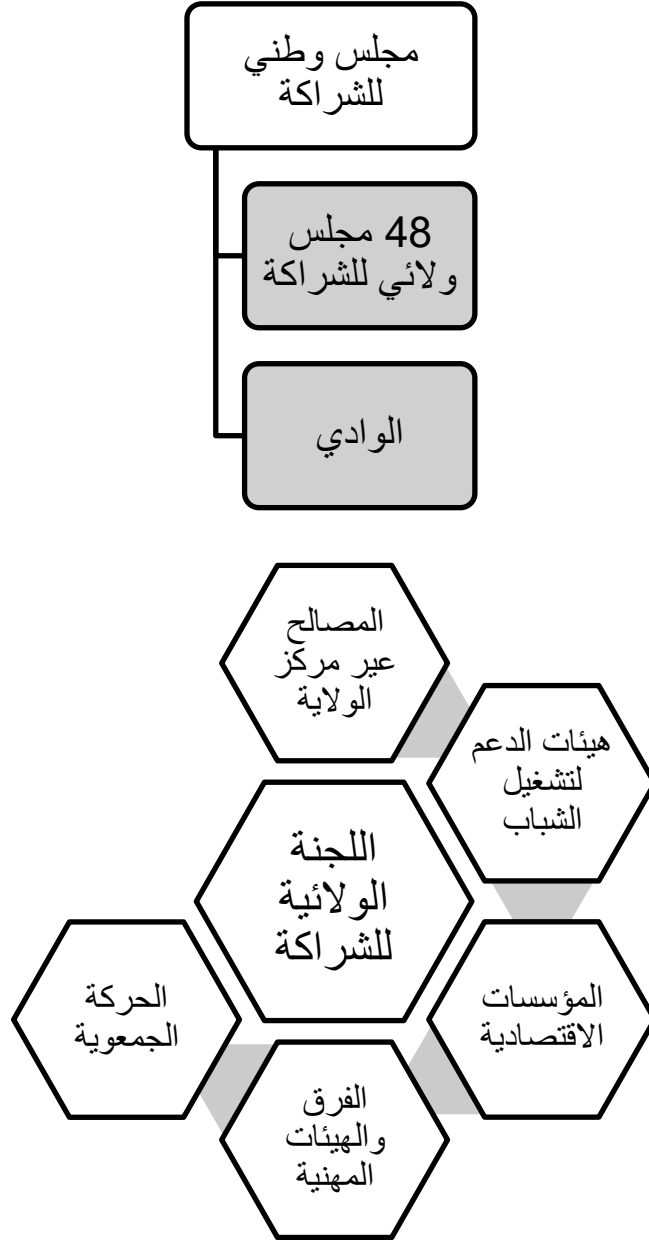 مجلس وطني
للشراكة
48 مجلس
ولائي للشراكة
الوادي
المصالح
عير مركز
الولاية
هيئات الدعم
لتشغيل
الشباب
اللجنة
الولائية
للشراكة
المؤسسات
الاقتصادية
الفرق
والهيئات
المهنية
الحركة
الجمعوية